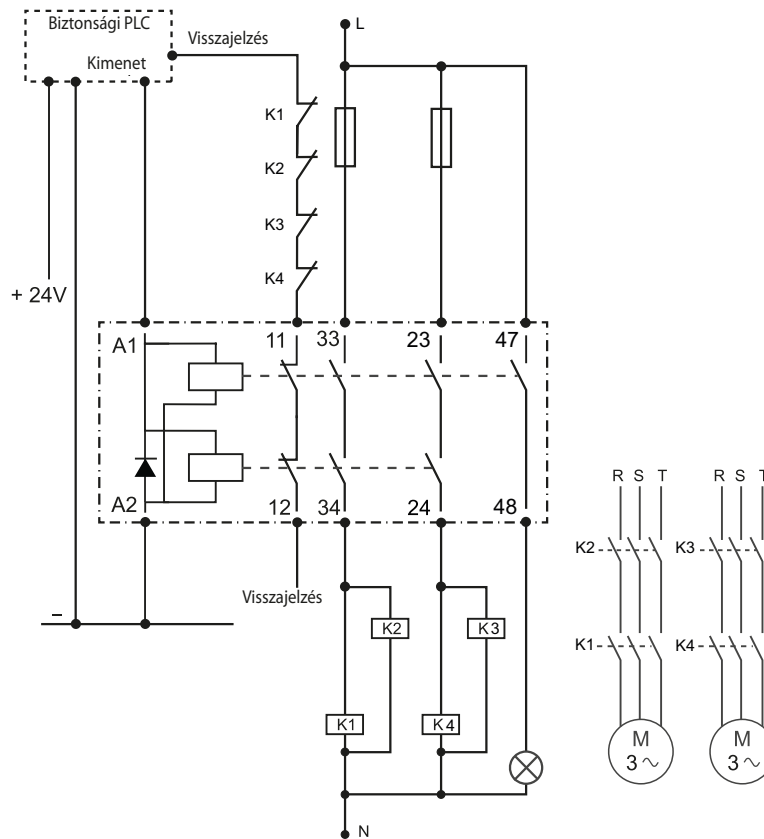 Biztonsági PLC
Kimenet
Visszajelzés
L
K1
K2
K3
K4
+ 24V
A1
11
33
23
47
A2
12
34
24
48
Visszajelzés
–
K2
K3
K1
K4
N
R S T
R S T
K2
K3
K1
K4
M
3 ~
M
3 ~